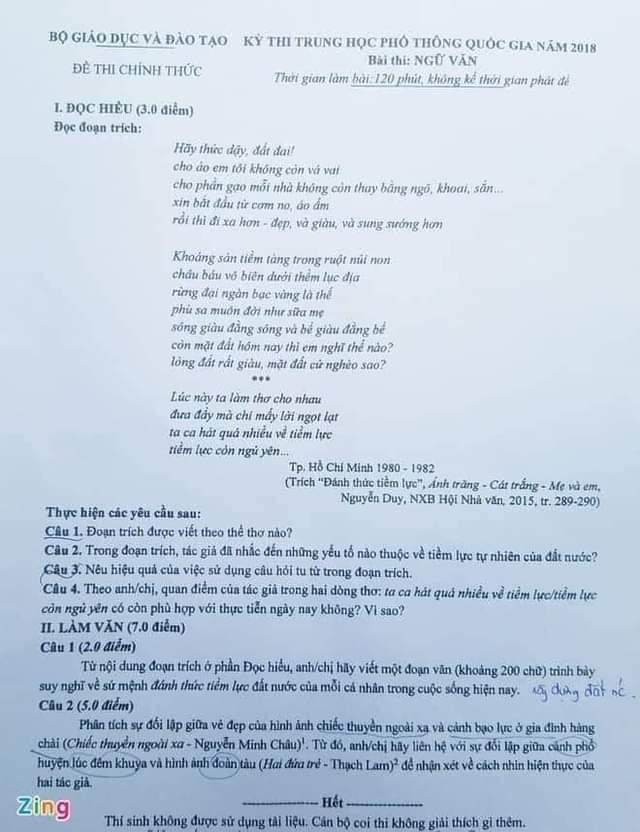 BỘ GIÁO DỤC VÀ ĐÀO TẠO KỲ THI TRUNG HỌC PHỔ THÔNG QUỐC GIA NĂM 2018
Bài thi: NGỮ VĂN
ĐỀ THI CHÍNH THỨC
Thời gian làm bài: 120 phút, không kể thời gian phát đề
I. ĐỌC HIỂU (3.0 điểm)
Đọc đoạn trích:
Hãy thức dậy, đất đai!
cho áo em tôi không còn vá vai
cho phần gạo mỗi nhà không còn thay bằng ngô, khoai, sắn...
xin bắt đầu từ cơm no, áo ấm
rồi thì đi xa hơn - đẹp, và giàu, và sung sướng hơn
Khoáng sản tiềm tàng trong ruột núi non
châu báu vô biên dưới thềm lục địa
rừng đại ngàn bạc vàng là thế
phù sa muôn đời như sữa mẹ
sông giàu đằng sông và bể giàu đằng bể
còn mặt đất hôm nay thì em nghĩ thế nào?
lòng đất rất giàu, mặt đất cứ nghèo sao?
***
Lúc này ta làm thơ cho nhau
đưa đẩy mà chi mấy lời ngọt lạt
ta ca hát quá nhiều về tiềm lực
tiềm lực còn ngủ yên...
Tp. Hồ Chí Minh 1980 - 1982
(Trích “Đánh thức tiềm lực”, Ánh trăng - Cát trắng - Mẹ và em,
Nguyễn Duy, NXB Hội Nhà văn, 2015, tr. 289-290)
Thực hiện các yêu cầu sau:
Câu 1. Đoạn trích được viết theo thể thơ nào?
Câu 2. Trong đoạn trích, tác giả đã nhắc đến những yếu tố nào thuộc về tiềm lực tự nhiên của đất nước?
Câu 3. Nêu hiệu quả của việc sử dụng câu hỏi tu từ trong đoạn trích.
Câu 4. Theo anh/chị, quan điểm của tác giả trong hai dòng thơ: ta ca hát quá nhiều về tiềm lực/tiềm lực
còn ngủ yên có còn phù hợp với thực tiễn ngày nay không? Vì sao?
II. LÀM VĂN (7.0 điểm)
Câu 1 (2.0 điểm)
Từ nội dung đoạn trích ở phần Đọc hiểu, anh/chị hãy viết một đoạn văn (khoảng 200 chữ) trình bày
suy nghĩ về sứ mệnh đánh thức tiềm lực đất nước của mỗi cá nhân trong cuộc sống hiện nay. xây dựng đất nc.
Câu 2 (5.0 điểm)
Phân tích sự đối lập giữa vẻ đẹp của hình ảnh chiếc thuyền ngoài xa và cảnh bạo lực ở gia đình hàng
chài (Chiếc thuyền ngoài xa - Nguyễn Minh Châu)¹. Từ đó, anh/chị hãy liên hệ với sự đối lập giữa cảnh phố
huyện lúc đêm khuya và hình ảnh đoàn tàu (Hai đứa trẻ - Thạch Lam)² để nhận xét về cách nhìn hiện thực của
hai tác giả.
Hết
Zing
Thí sinh không được sử dụng tài liệu. Cán bộ coi thi không giải thích gì thêm.